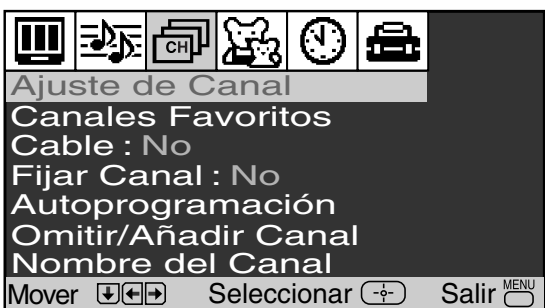 CH
Ajuste de Canal
Canales Favoritos
Cable : No
Fijar Canal : No
Autoprogramación
Omitir/Añadir Canal
Nombre del Canal
Mover Seleccionar Salir MENU